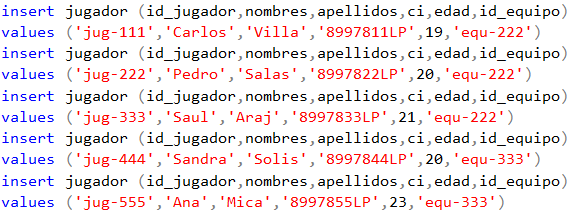 insert jugador (id_jugador,nombres,apellidos,ci,edad,id_equipo)
values ('jug-111','Carlos','Villa','8997811LP',19,'equ-222')
insert jugador (id_jugador,nombres,apellidos,ci,edad,id_equipo)
values ('jug-222','Pedro','Salas','8997822LP',20,'equ-222')
insert jugador (id_jugador,nombres,apellidos,ci,edad,id_equipo)
values ('jug-333','Saul','Araj','8997833LP',21,'equ-222')
insert jugador (id_jugador,nombres,apellidos,ci,edad,id_equipo)
values ('jug-444','Sandra','Solis','8997844LP',20,'equ-333')
insert jugador (id_jugador,nombres,apellidos,ci,edad,id_equipo)
values ('jug-555','Ana','Mica','8997855LP',23,'equ-333')